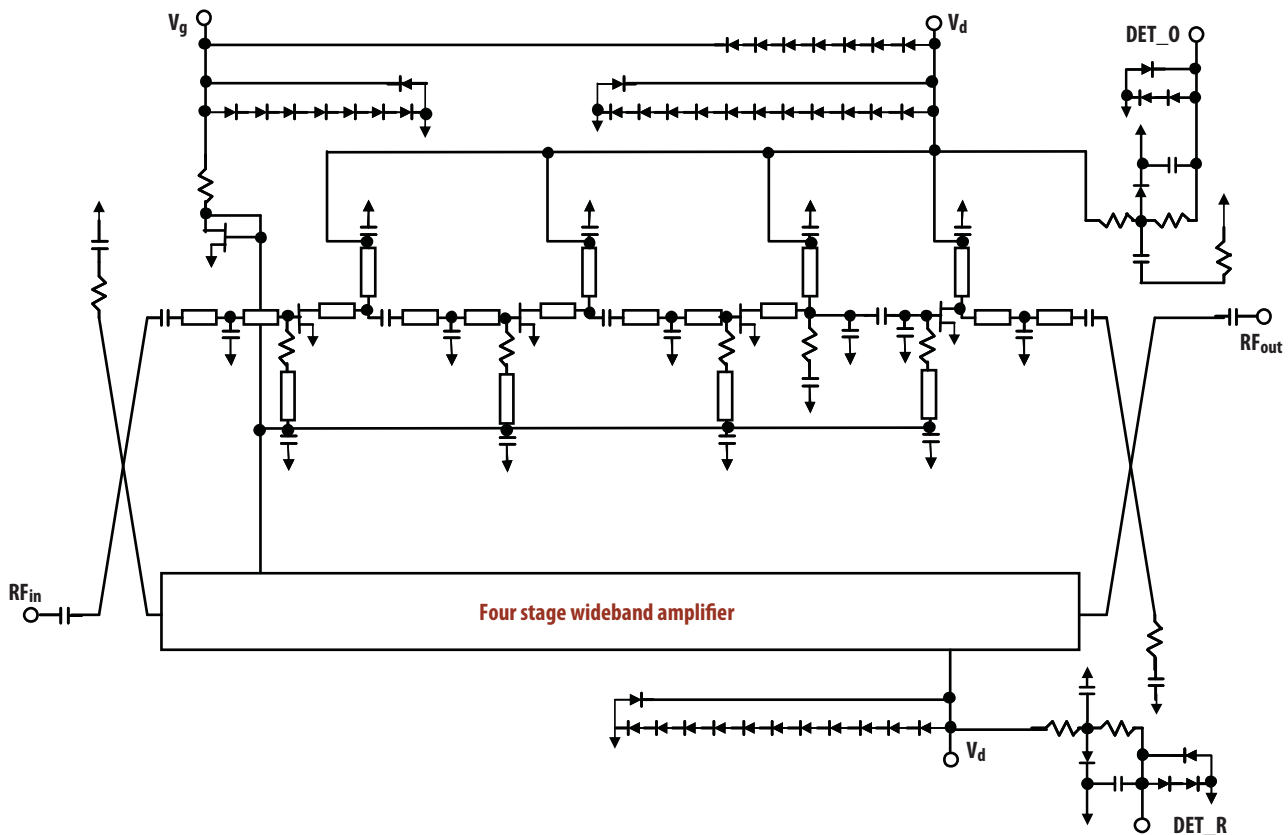 Vg
Vd
DET_O
RFout
RFin
Four stage wideband amplifier
Vd
DET_R